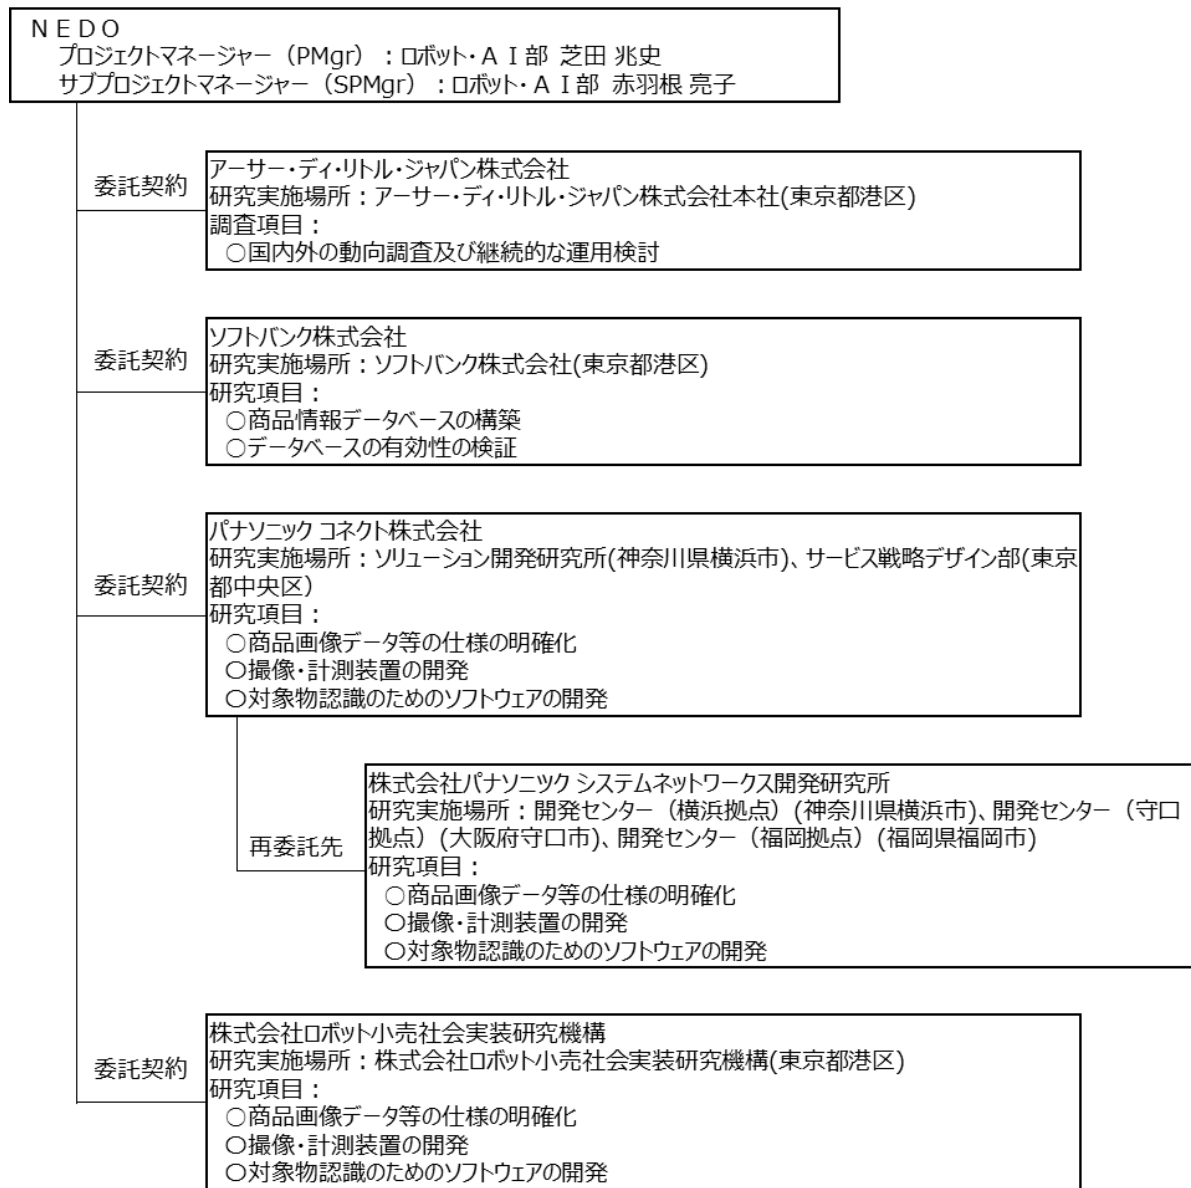 ＮＥＤＯ
プロジェクトマネージャー（PMgr）：ロボット・ＡＩ部 芝田 兆史
サブプロジェクトマネージャー（SPMgr）：ロボット・ＡＩ部 赤羽根 亮子
委託契約
アーサー・ディ・リトル・ジャパン株式会社
研究実施場所：アーサー・ディ・リトル・ジャパン株式会社本社(東京都港区)
調査項目：
○国内外の動向調査及び継続的な運用検討
委託契約
ソフトバンク株式会社
研究実施場所：ソフトバンク株式会社(東京都港区)
研究項目：
○商品情報データベースの構築
○データベースの有効性の検証
委託契約
パナソニック コネクト株式会社
研究実施場所：ソリューション開発研究所(神奈川県横浜市)、サービス戦略デザイン部(東京
都中央区）
研究項目：
○商品画像データ等の仕様の明確化
〇撮像・計測装置の開発
〇対象物認識のためのソフトウェアの開発
再委託先
株式会社パナソニツク システムネットワークス開発研究所
研究実施場所：開発センター（横浜拠点）(神奈川県横浜市)、開発センター（守口
拠点）(大阪府守口市)、開発センター（福岡拠点）(福岡県福岡市)
研究項目：
○商品画像データ等の仕様の明確化
〇撮像・計測装置の開発
〇対象物認識のためのソフトウェアの開発
委託契約
株式会社ロボット小売社会実装研究機構
研究実施場所：株式会社ロボット小売社会実装研究機構(東京都港区)
研究項目：
○商品画像データ等の仕様の明確化
〇撮像・計測装置の開発
〇対象物認識のためのソフトウェアの開発